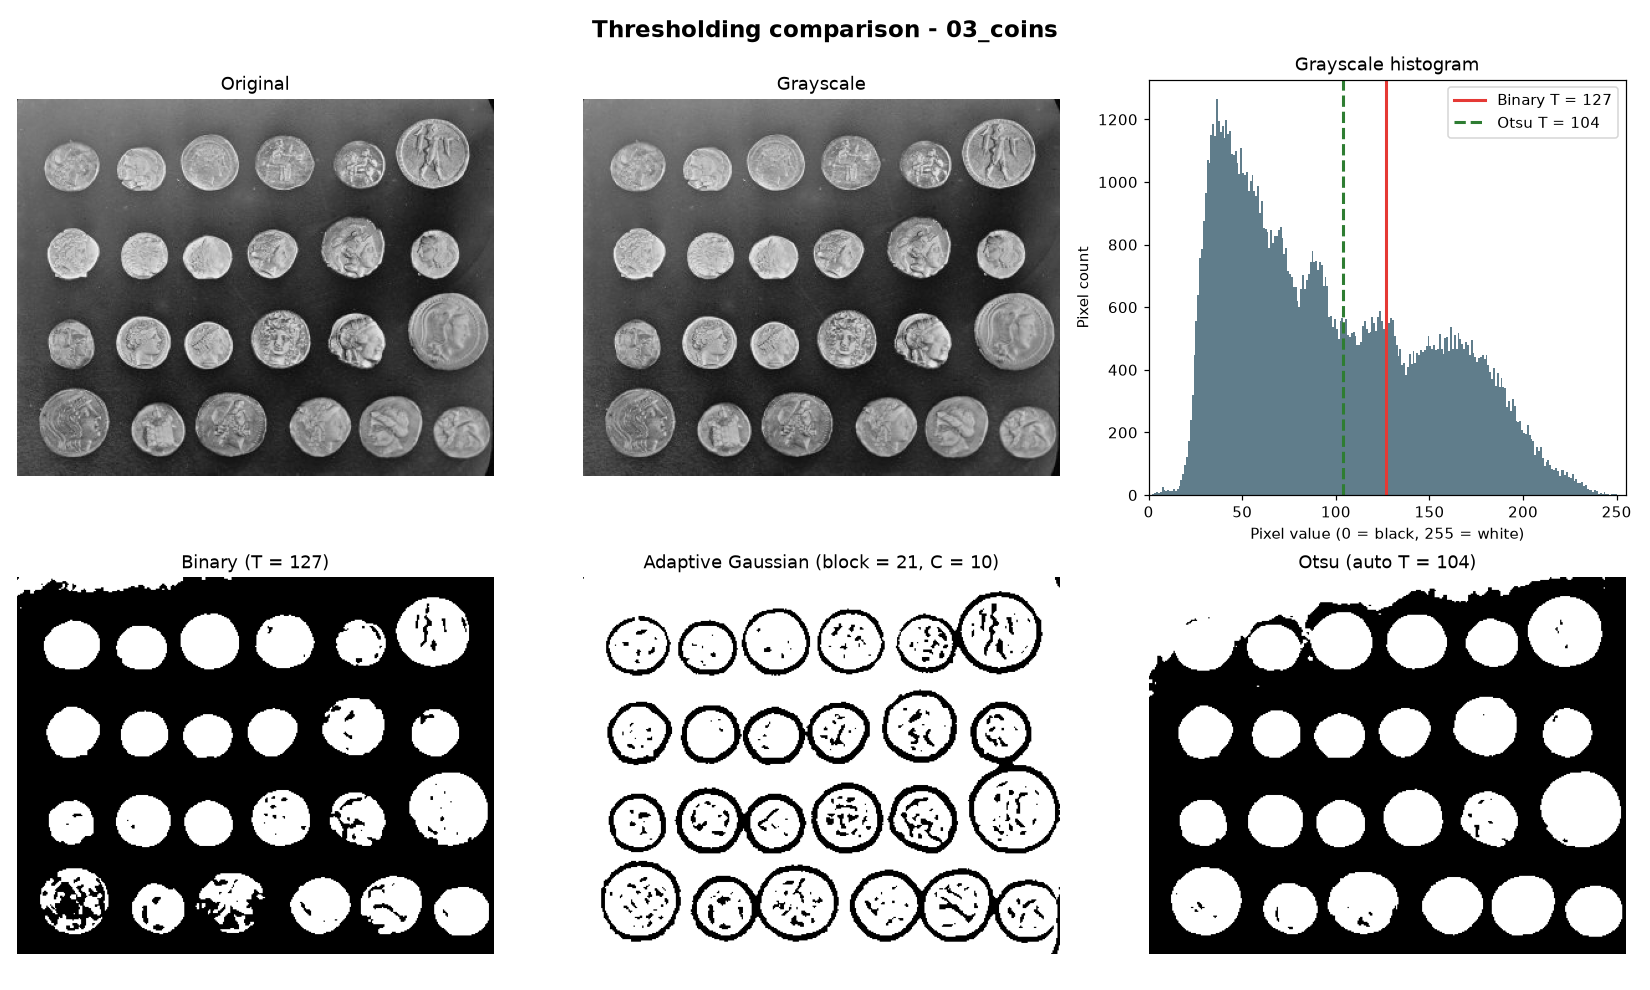 Thresholding comparison - 03_coins
Original
Grayscale
Grayscale histogram
Binary T = 127
Otsu T = 104
Pixel count
1200
1000
800
600
400
200
0
0 50 100 150 200 250
Pixel value (0 = black, 255 = white)
Binary (T = 127)
Adaptive Gaussian (block = 21, C = 10)
Otsu (auto T = 104)